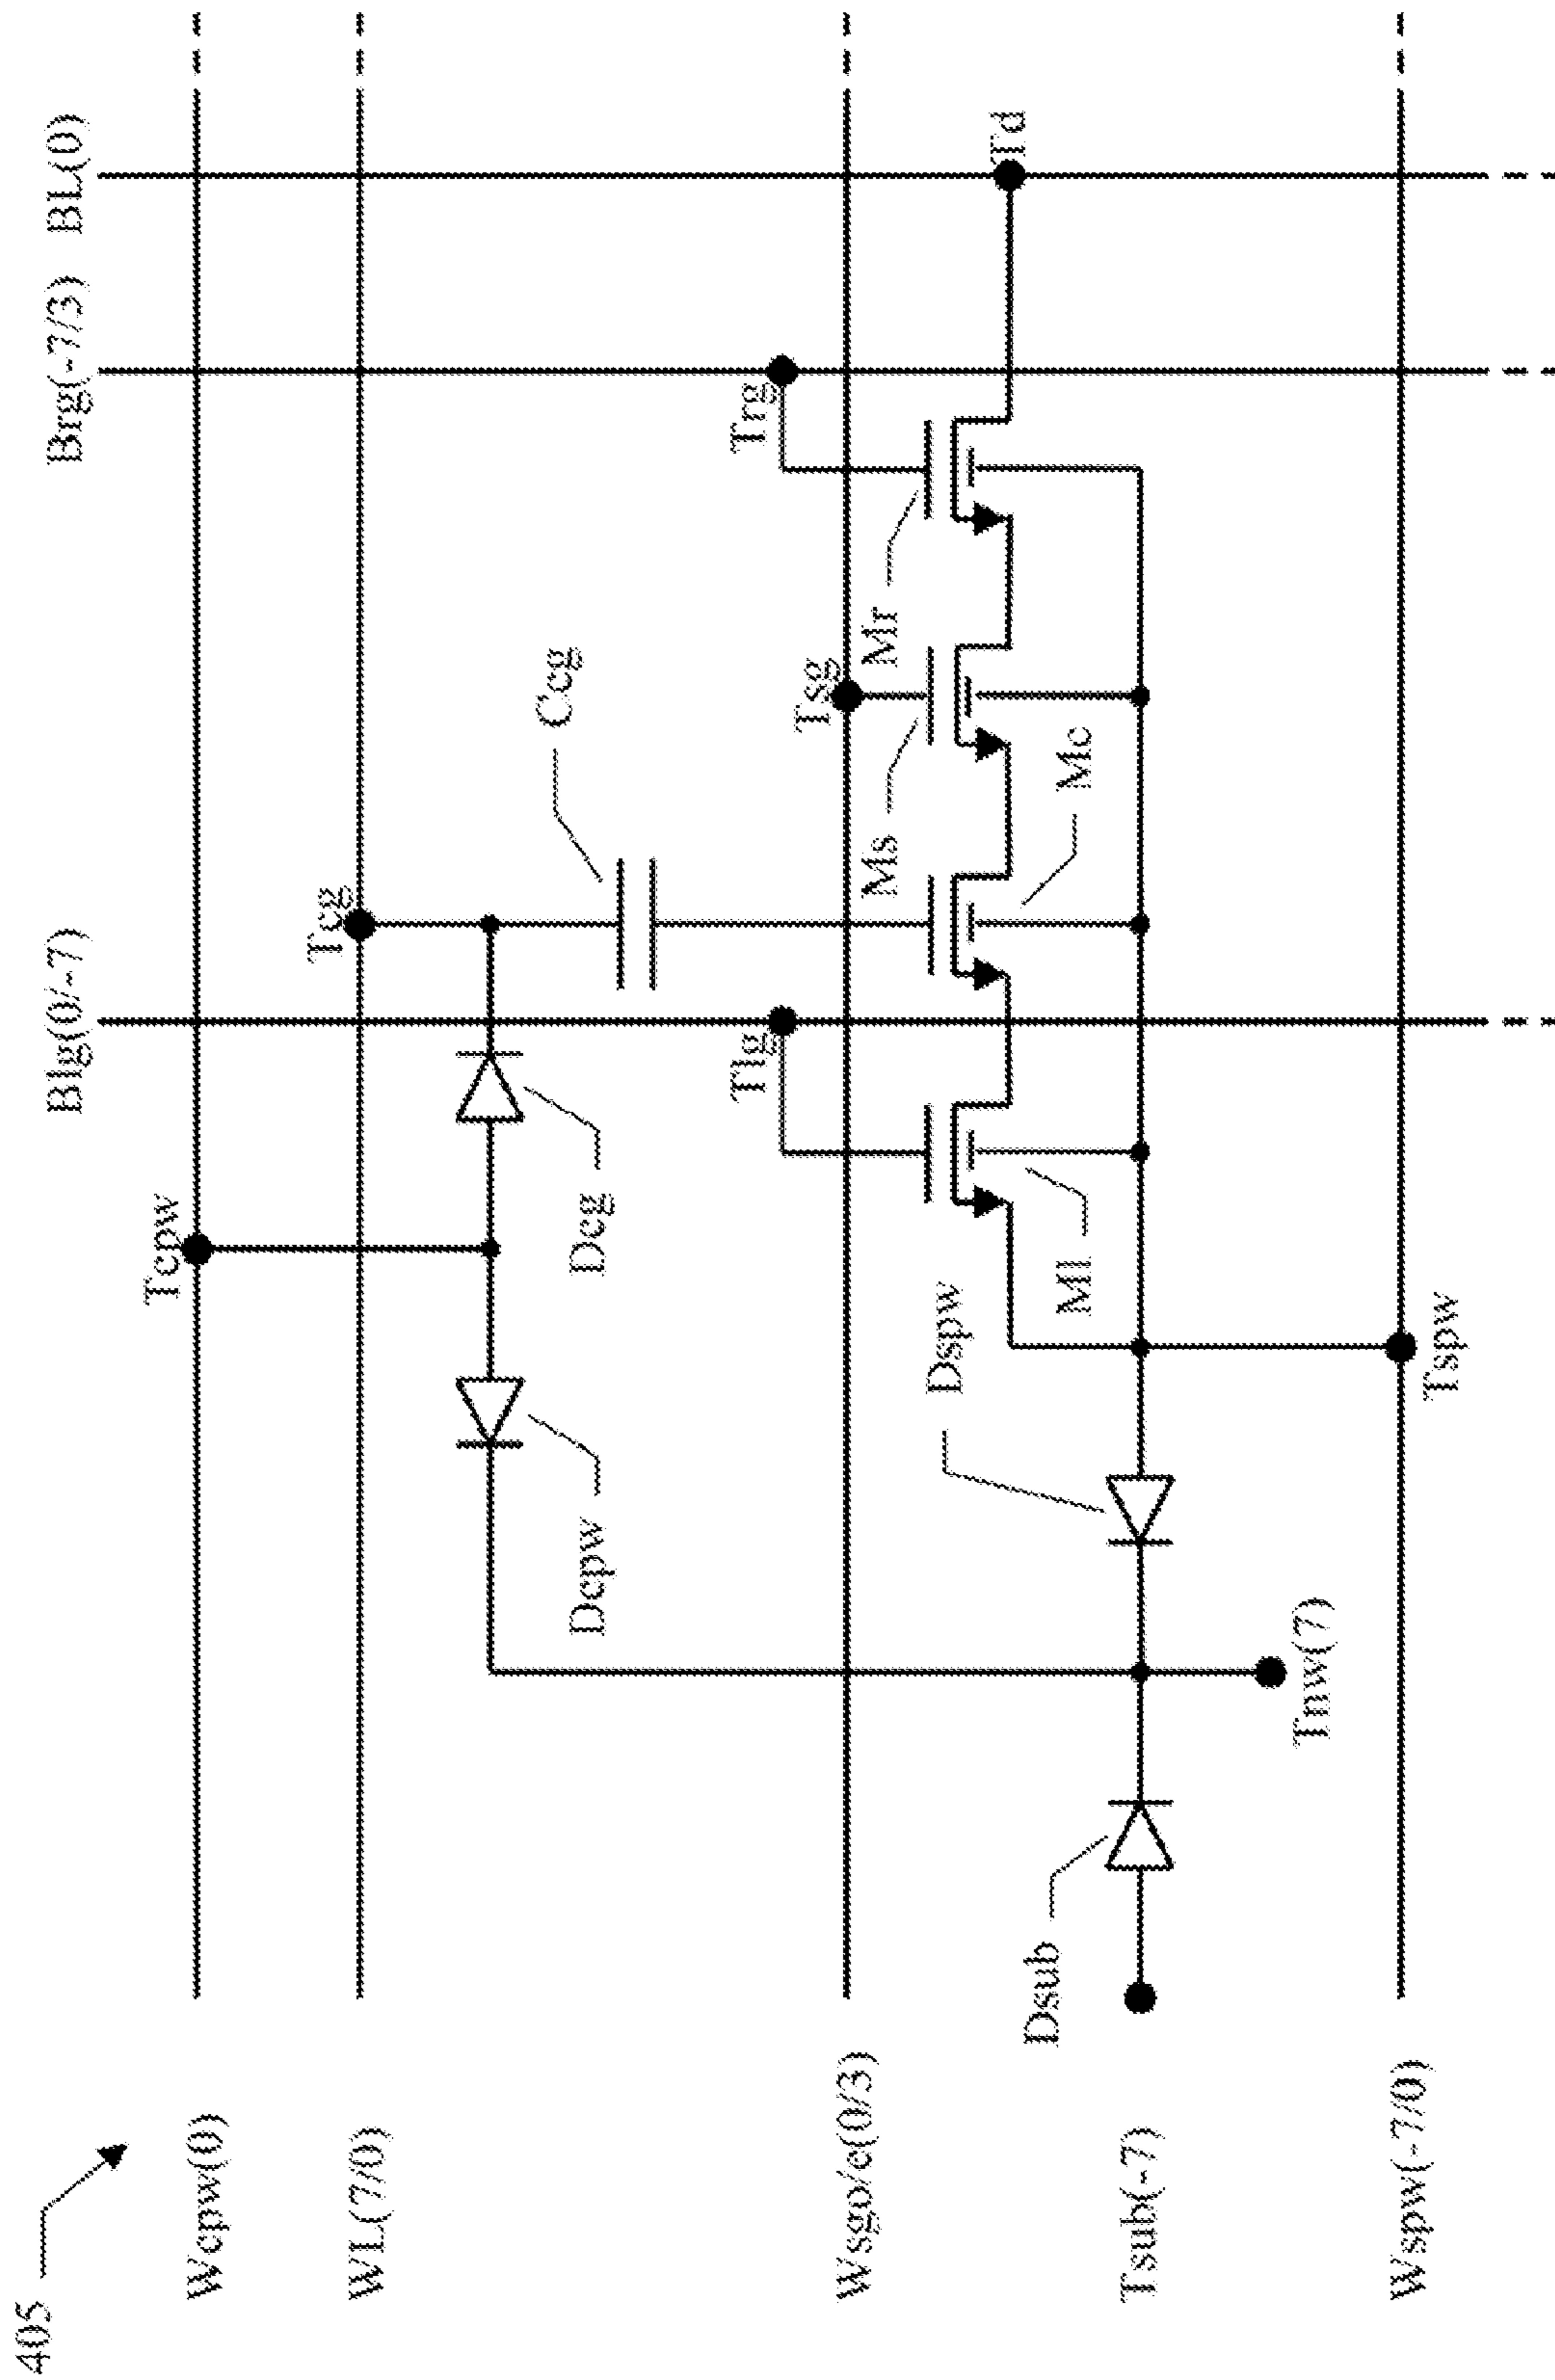 405
Wcpw(0)
WL(7/0)
Wsgo/e(0/3)
Tsub(-7)
Wspw(-7/0)
Blg(0/-7)
Brg(-7/3)
BL(0)
Tcpw
Tcg
Dcpw
Dcg
Ccg
Tlg
Tsg
Trg
Td
Ms
Mr
Mc
Ml
Dspw
Dsub
Tnw(7)
Tspw